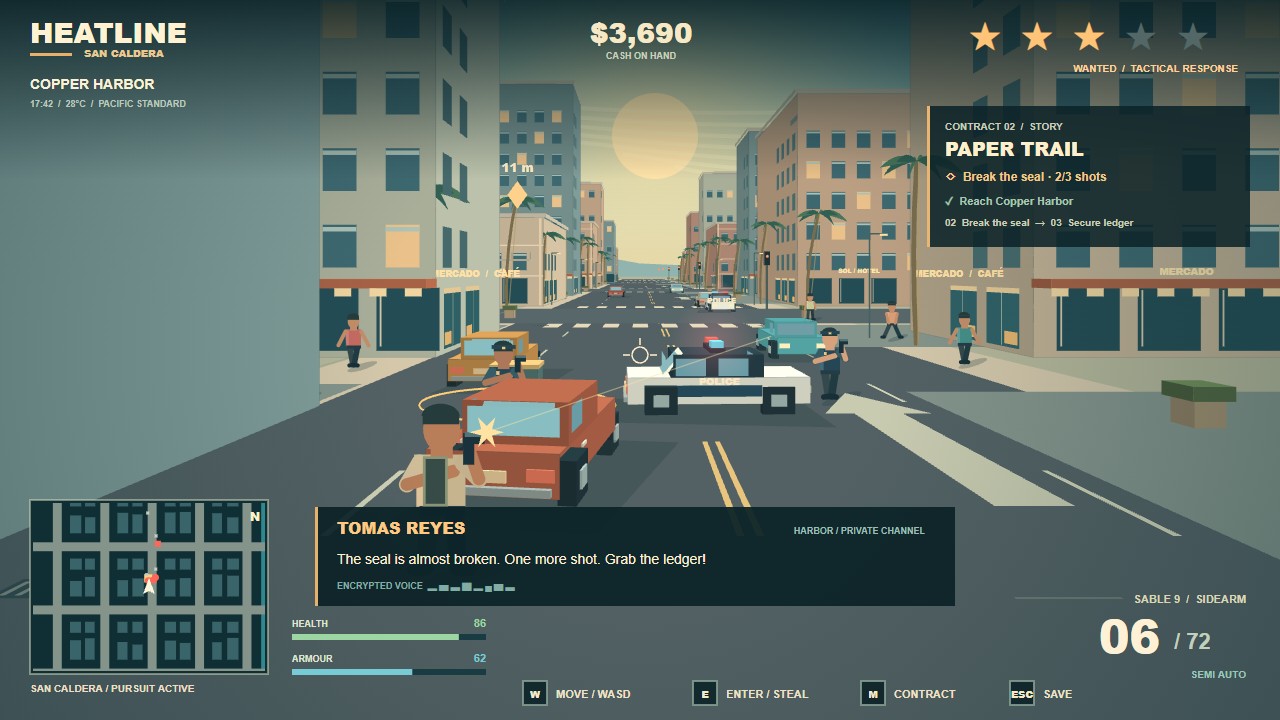 HEATLINE
SAN CALDERA
COPPER HARBOR
17:42 / 28°C / PACIFIC STANDARD
$3,690
CASH ON HAND
WANTED / TACTICAL RESPONSE
CONTRACT 02 / STORY
PAPER TRAIL
Break the seal · 2/3 shots
✓ Reach Copper Harbor
02 Break the seal → 03 Secure ledger
11 m
MERCADO / CAFÉ
SOL / HOTEL
MERCADO / CAFÉ
MERCADO
POLICE
POLICE
TOMAS REYES
HARBOR / PRIVATE CHANNEL
The seal is almost broken. One more shot. Grab the ledger!
ENCRYPTED VOICE
N
SAN CALDERA / PURSUIT ACTIVE
HEALTH 86
ARMOUR 62
SABLE 9 / SIDEARM
06 / 72
SEMI AUTO
W MOVE / WASD
E ENTER / STEAL
M CONTRACT
ESC SAVE